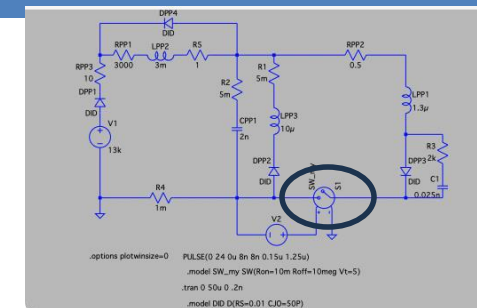 DPP4
DID
RPP1
3000
LPP2
3m
R5
1
RPP2
0.5
RPP3
10
DPP1
DID
V1
13k
R2
5m
CPP1
2n
R1
5m
LPP3
10µ
DPP2
DID
LPP1
1.3µ
R3
2k
DPP3
DID
C1
0.025n
SW_my
S1
R4
1m
V2
.options plotwinsize=0
PULSE(0 24 0u 8n 8n 0.15u 1.25u)
.model SW_my SW(Ron=10m Roff=10meg Vt=5)
.tran 0 50u 0 .2n
.model DID D(RS=0.01 CJO=50P)